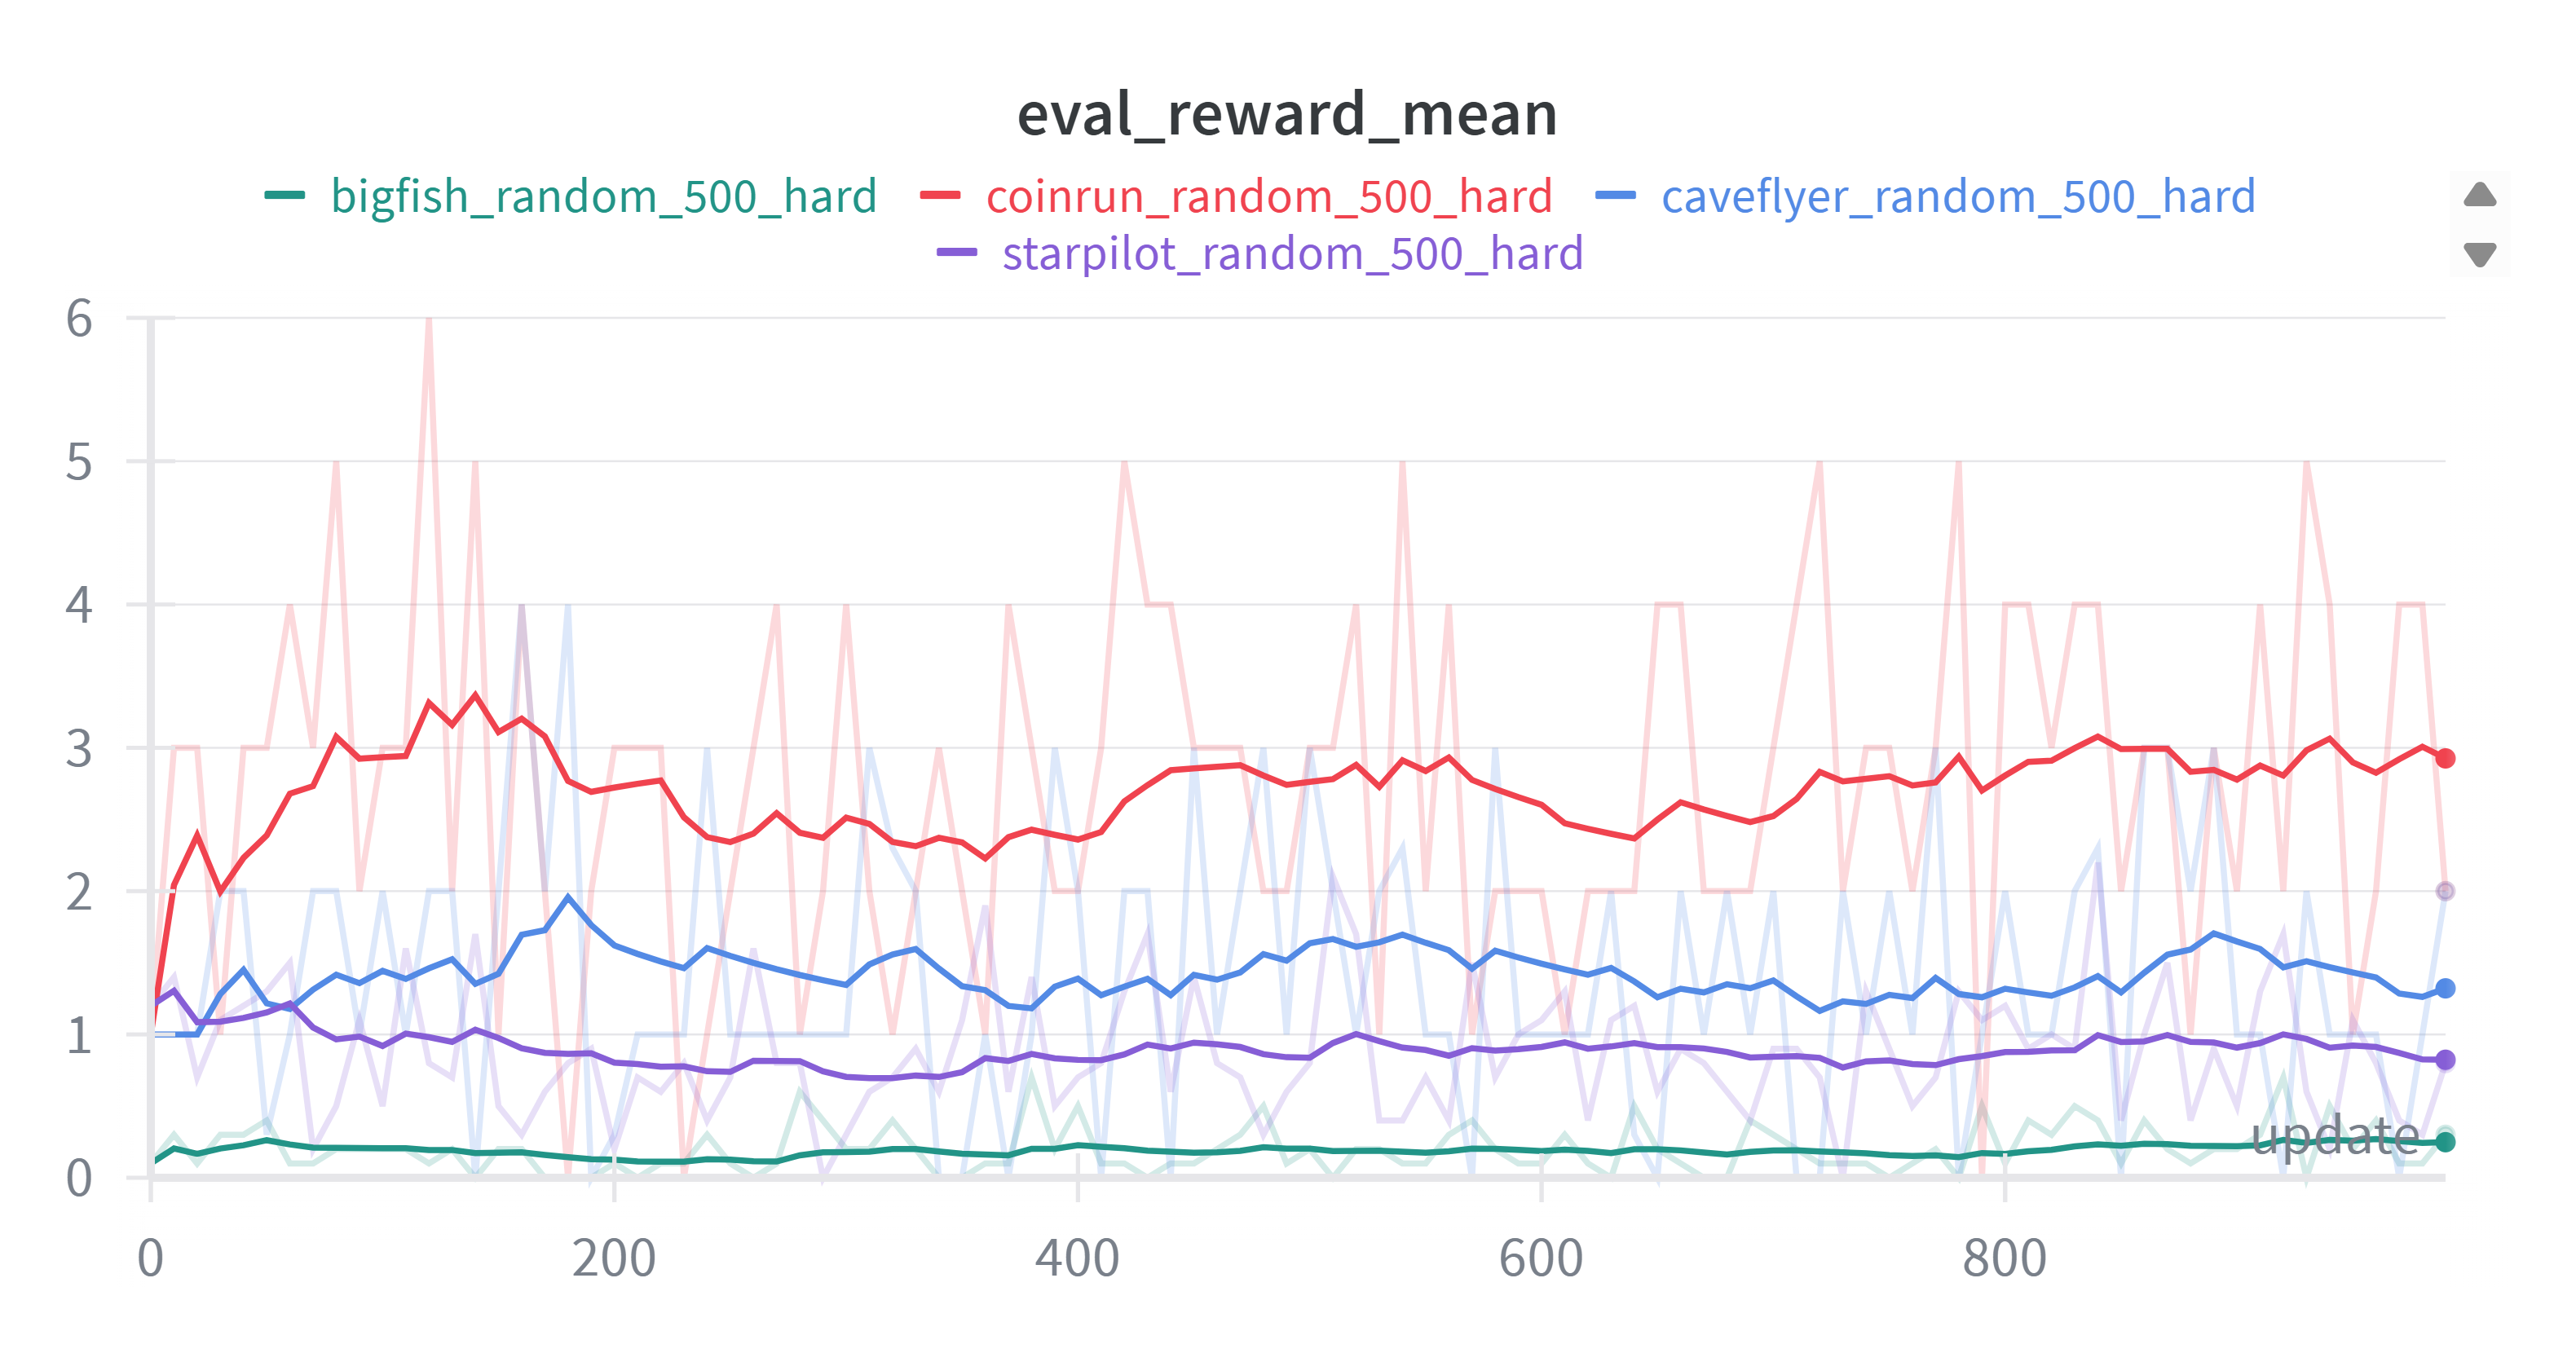 eval_reward_mean
bigfish_random_500_hard coinrun_random_500_hard caveflyer_random_500_hard
starpilot_random_500_hard
6
5
4
3
2
1
0
update
0 200 400 600 800